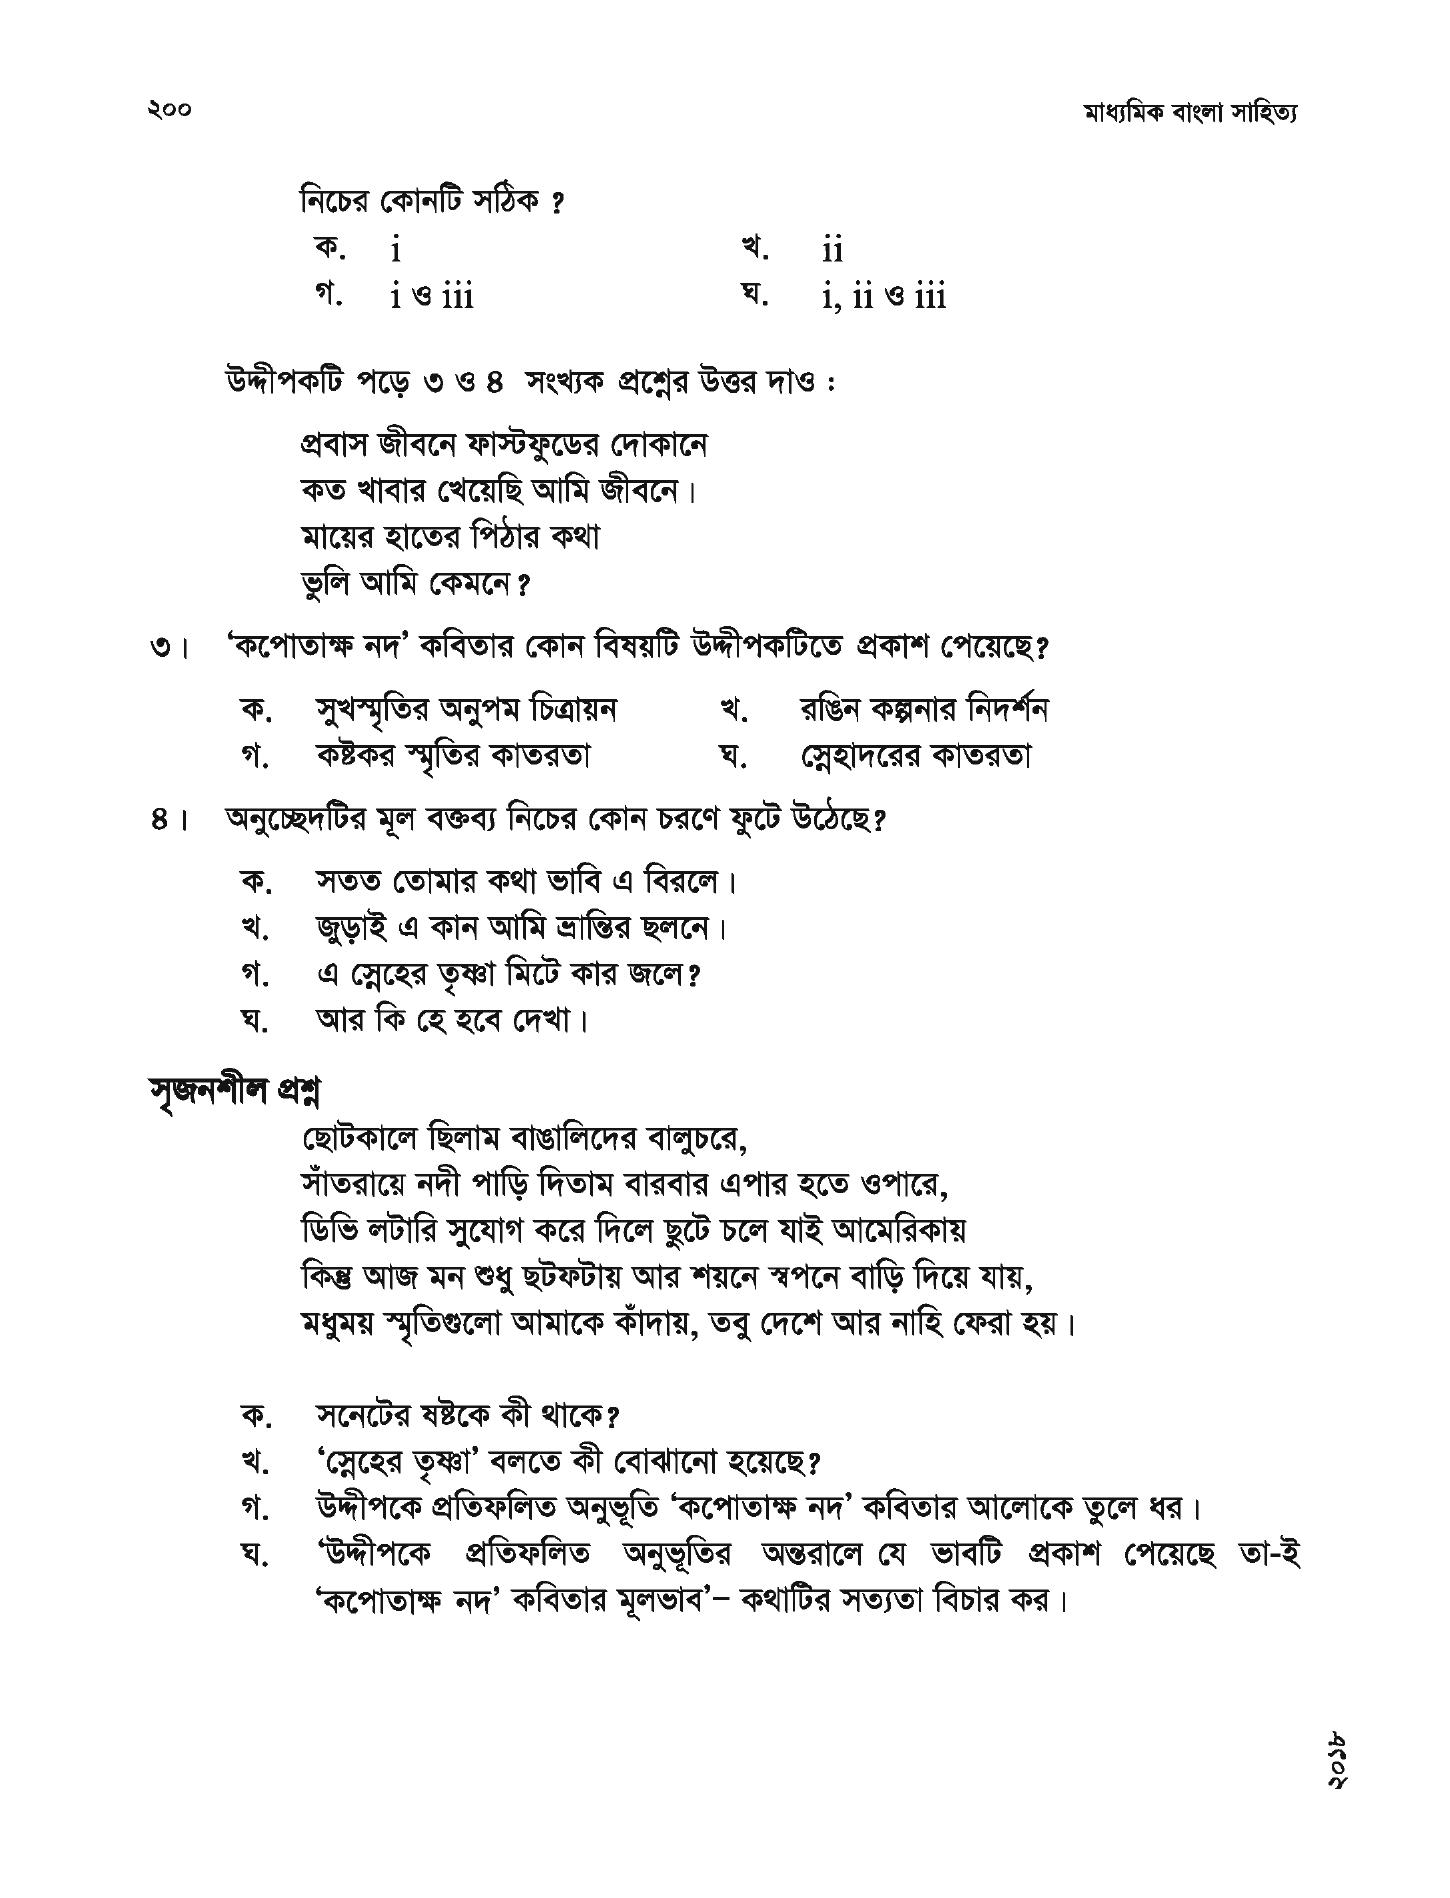 ২০০ মাধ্যমিক বাংলা সাহিত্য
নিচের কোনটি সঠিক ?
ক. i খ. ii
গ. i ও iii ঘ. i, ii ও iii
উদ্দীপকটি পড়ে ৩ ও ৪ সংখ্যক প্রশ্নের উত্তর দাও :
প্রবাস জীবনে ফাস্টফুডের দোকানে
কত খাবার খেয়েছি আমি জীবনে।
মায়ের হাতের পিঠার কথা
ভুলি আমি কেমনে?
৩। ‘কপোতাক্ষ নদ’ কবিতার কোন বিষয়টি উদ্দীপকটিতে প্রকাশ পেয়েছে?
ক. সুখস্মৃতির অনুপম চিত্রায়ন খ. রঙিন কল্পনার নিদর্শন
গ. কষ্টকর স্মৃতির কাতরতা ঘ. স্নেহাদরের কাতরতা
৪। অনুচ্ছেদটির মূল বক্তব্য নিচের কোন চরণে ফুটে উঠেছে?
ক. সতত তোমার কথা ভাবি এ বিরলে।
খ. জুড়াই এ কান আমি ভ্রান্তির ছলনে।
গ. এ স্নেহের তৃষ্ণা মিটে কার জলে?
ঘ. আর কি হে হবে দেখা।
সৃজনশীল প্রশ্ন
ছোটকালে ছিলাম বাঙালিদের বালুচরে,
সাঁতরায়ে নদী পাড়ি দিতাম বারবার এপার হতে ওপারে,
ডিভি লটারি সুযোগ করে দিলে ছুটে চলে যাই আমেরিকায়
কিন্তু আজ মন শুধু ছটফটায় আর শয়নে স্বপনে বাড়ি দিয়ে যায়,
মধুময় স্মৃতিগুলো আমাকে কাঁদায়, তবু দেশে আর নাহি ফেরা হয়।
ক. সনেটের ষষ্টকে কী থাকে?
খ. ‘স্নেহের তৃষ্ণা’ বলতে কী বোঝানো হয়েছে?
গ. উদ্দীপকে প্রতিফলিত অনুভূতি ‘কপোতাক্ষ নদ’ কবিতার আলোকে তুলে ধর।
ঘ. ‘উদ্দীপকে প্রতিফলিত অনুভূতির অন্তরালে যে ভাবটি প্রকাশ পেয়েছে তা-ই
‘কপোতাক্ষ নদ’ কবিতার মূলভাব’– কথাটির সত্যতা বিচার কর।
২০১৮